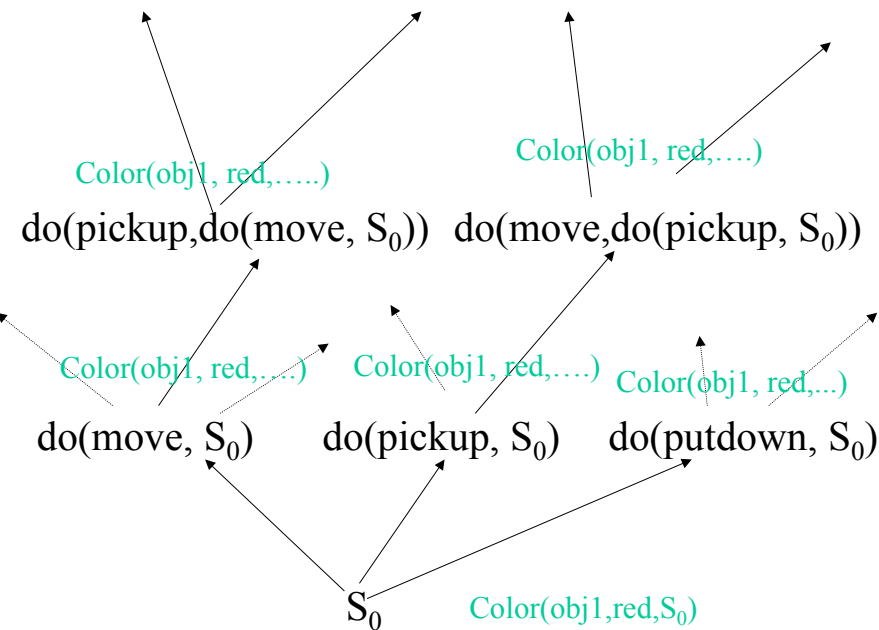 Color(obj1, red,…..)
Color(obj1, red,….)
do(pickup,do(move, S₀))
do(move,do(pickup, S₀))
Color(obj1, red,….)
Color(obj1, red,….)
Color(obj1, red,...)
do(move, S₀)
do(pickup, S₀)
do(putdown, S₀)
S₀
Color(obj1,red,S₀)